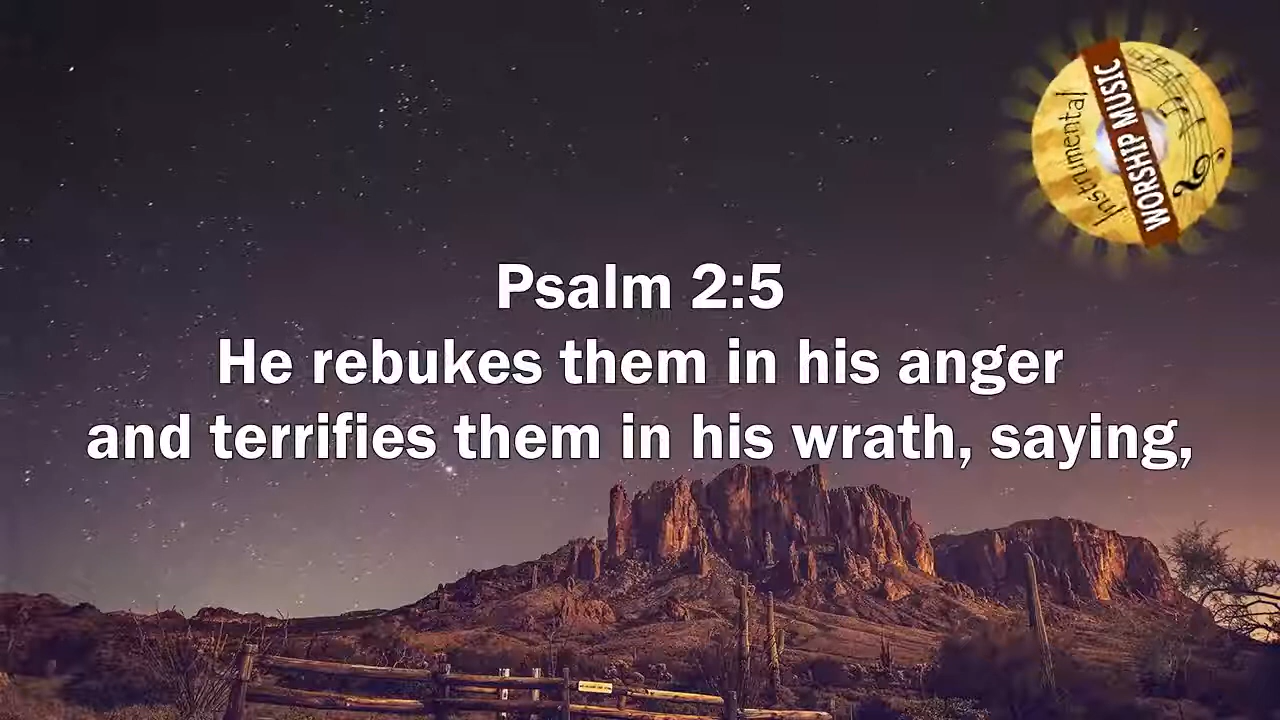 Instrumental
WORSHIP MUSIC
Psalm 2:5
He rebukes them in his anger
and terrifies them in his wrath, saying,